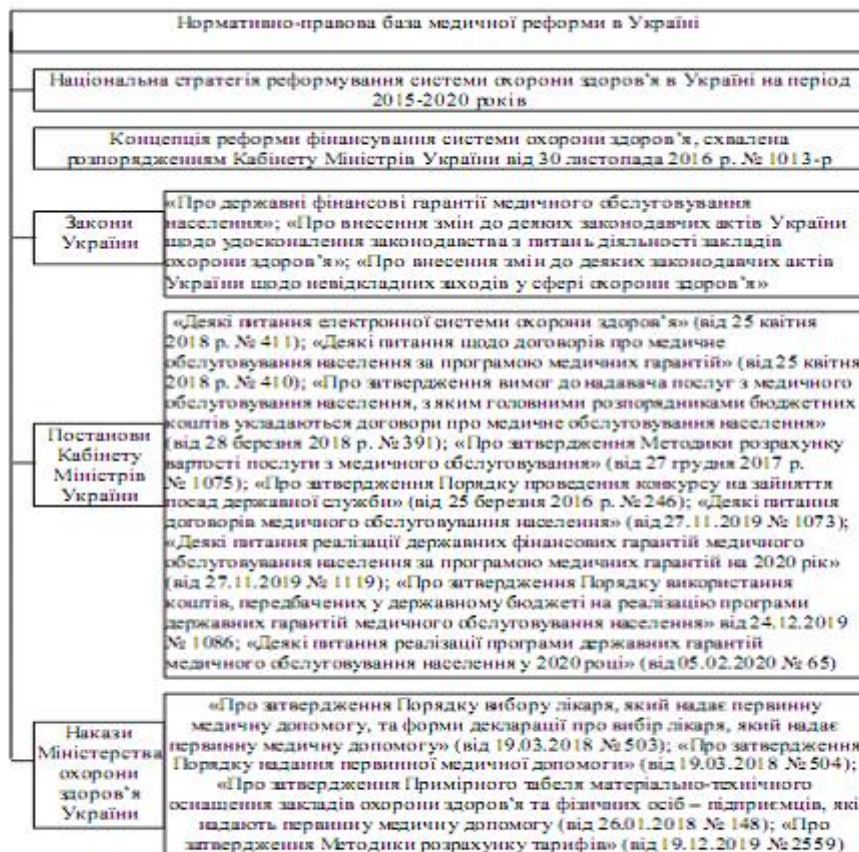 Нормативно-правова база медичної реформи в Україні
Національна стратегія реформування системи охорони здоров’я в Україні на період
2015-2020 років
Концепція реформи фінансування системи охорони здоров’я, схвалена
розпорядженням Кабінету Міністрів України від 30 листопада 2016 р. № 1013-р
Закони
України
«Про державні фінансові гарантії медичного обслуговування
населення»; «Про внесення змін до деяких законодавчих актів України
щодо удосконалення законодавства з питань діяльності закладів
охорони здоров’я»; «Про внесення змін до деяких законодавчих актів
України щодо невідкладних заходів у сфері охорони здоров’я»
Постанови
Кабінету
Міністрів
України
«Деякі питання електронної системи охорони здоров’я» (від 25 квітня
2018 р. № 411); «Деякі питання щодо договорів про медичне
обслуговування населення за програмою медичних гарантій» (від 25 квітня
2018 р. № 410); «Про затвердження вимог до надавача послуг з медичного
обслуговування населення, з яким головними розпорядниками бюджетних
коштів укладаються договори про медичне обслуговування населення»
(від 28 березня 2018 р. № 391); «Про затвердження Методики розрахунку
вартості послуги з медичного обслуговування» (від 27 грудня 2017 р.
№ 1075); «Про затвердження Порядку проведення конкурсу на зайняття
посад державної служби» (від 25 березня 2016 р. № 246); «Деякі питання
договорів медичного обслуговування населення» (від 27.11.2019 № 1073);
«Деякі питання реалізації державних фінансових гарантій медичного
обслуговування населення за програмою медичних гарантій на 2020 рік»
(від 27.11.2019 № 1119); «Про затвердження Порядку використання
коштів, передбачених у державному бюджеті на реалізацію програми
державних гарантій медичного обслуговування населення» від 24.12.2019
№ 1086; «Деякі питання реалізації програми державних гарантій
медичного обслуговування населення у 2020 році» (від 05.02.2020 № 65)
Накази
Міністерства
охорони
здоров’я
України
«Про затвердження Порядку вибору лікаря, який надає первинну
медичну допомогу, та форми декларації про вибір лікаря, який надає
первинну медичну допомогу» (від 19.03.2018 № 503); «Про затвердження
Порядку надання первинної медичної допомоги» (від 19.03.2018 № 504);
«Про затвердження Примірного табеля матеріально-технічного
оснащення закладів охорони здоров’я та фізичних осіб – підприємців, які
надають первинну медичну допомогу (від 26.01.2018 № 148); «Про
затвердження Методики розрахунку тарифів» (від 19.12.2019 № 2559)